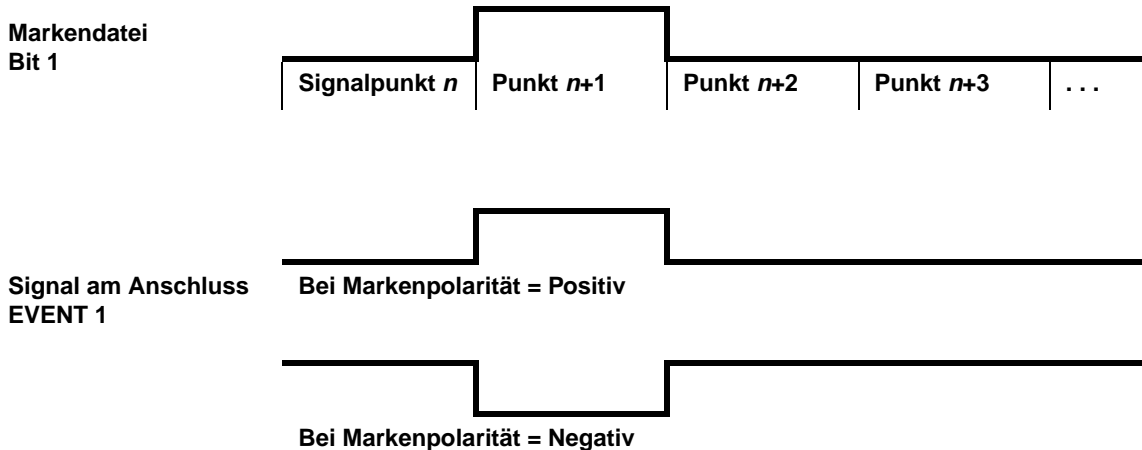 Markendatei
Bit 1
Signalpunkt n
Punkt n+1
Punkt n+2
Punkt n+3
. . .
Signal am Anschluss
EVENT 1
Bei Markenpolarität = Positiv
Bei Markenpolarität = Negativ